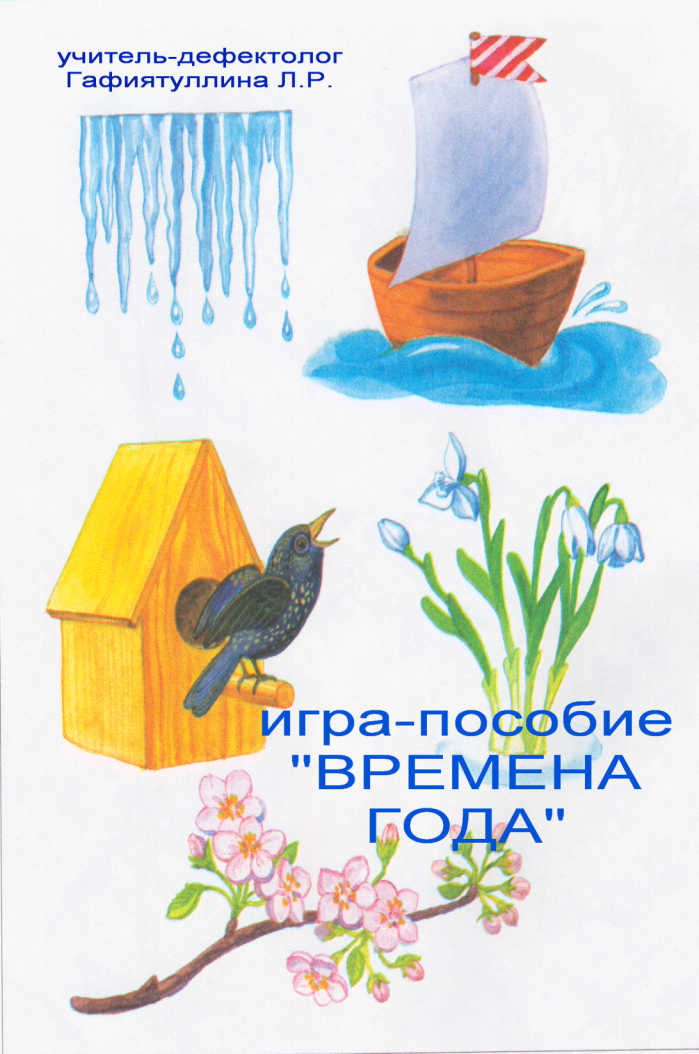 учитель-дефектолог
Гафиятуллина Л.Р.
игра-пособие
"ВРЕМЕНА
ГОДА"